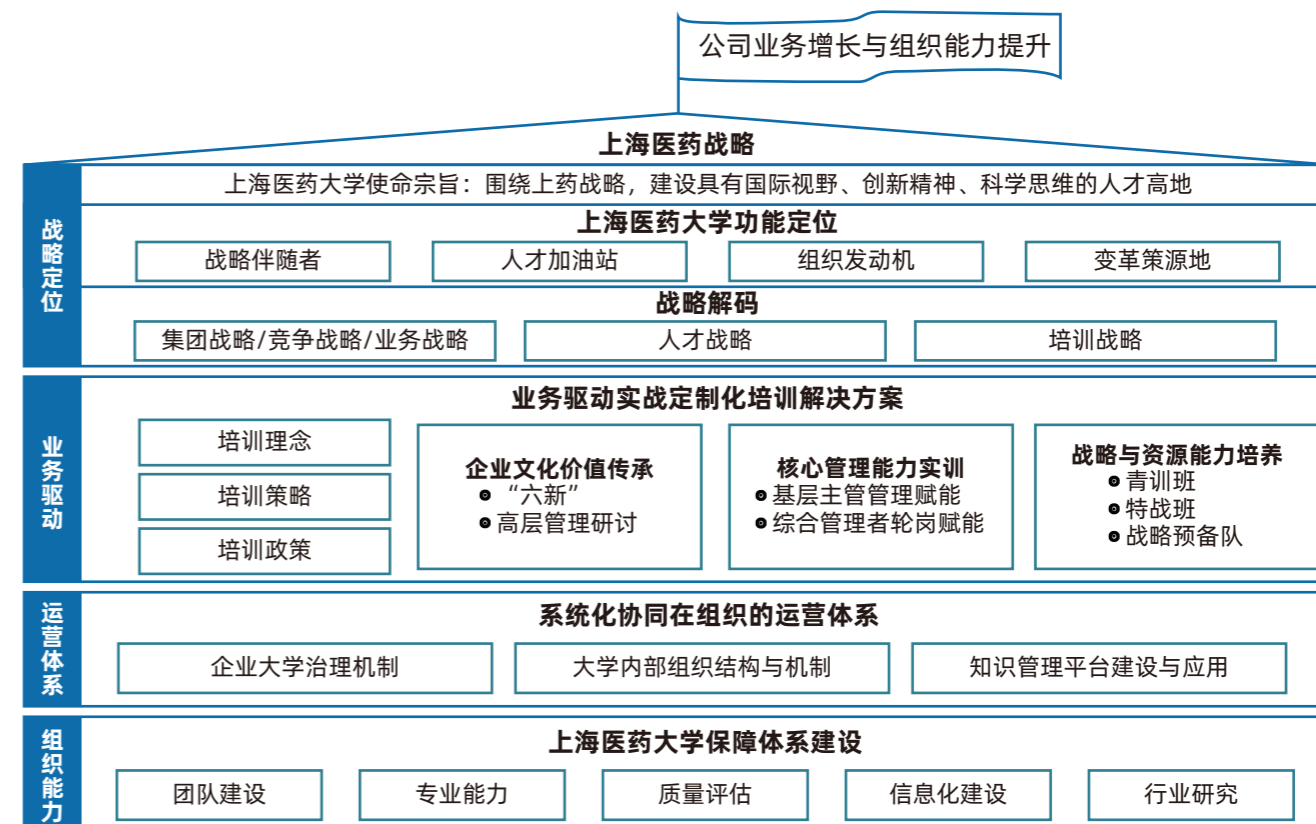 公司业务增长与组织能力提升
上海医药战略
战略定位
上海医药大学使命宗旨：围绕上药战略，建设具有国际视野、创新精神、科学思维的人才高地
上海医药大学功能定位
战略伴随者
人才加油站
组织发动机
变革策源地
战略解码
集团战略/竞争战略/业务战略
人才战略
培训战略
业务驱动
业务驱动实战定制化培训解决方案
培训理念
培训策略
培训政策
企业文化价值传承
“六新”
高层管理研讨
核心管理能力实训
基层主管管理赋能
综合管理者轮岗赋能
战略与资源能力培养
青训班
特战班
战略预备队
运营体系
系统化协同在组织的运营体系
企业大学治理机制
大学内部组织结构与机制
知识管理平台建设与应用
组织能力
上海医药大学保障体系建设
团队建设
专业能力
质量评估
信息化建设
行业研究